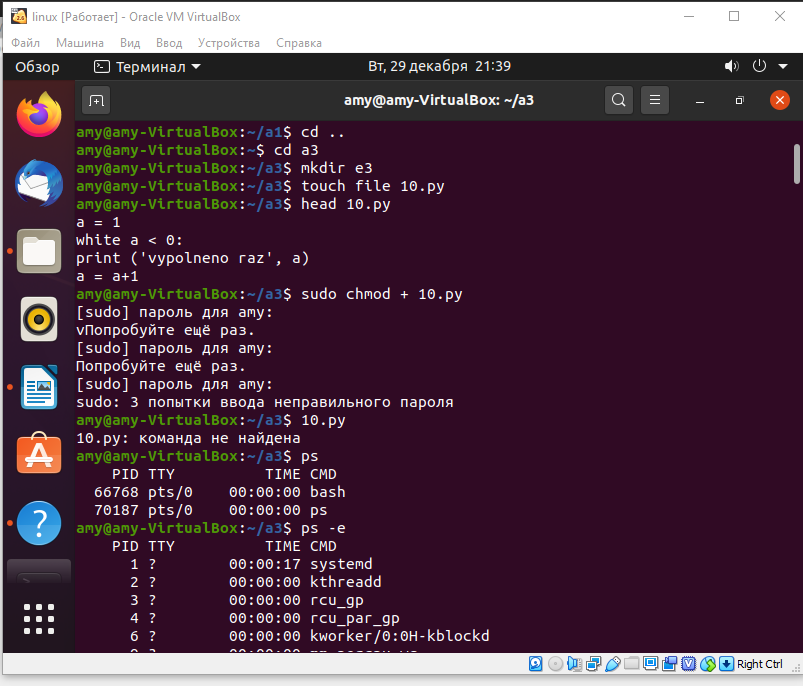 linux [Работает] - Oracle VM VirtualBox
Файл Машина Вид Ввод Устройства Справка
Обзор Терминал Вт, 29 декабря 21:39
amy@amy-VirtualBox: ~/a3
amy@amy-VirtualBox:~/a1$ cd ..
amy@amy-VirtualBox:~$ cd a3
amy@amy-VirtualBox:~/a3$ mkdir e3
amy@amy-VirtualBox:~/a3$ touch file 10.py
amy@amy-VirtualBox:~/a3$ head 10.py
a = 1
white a < 0:
print ('vypolneno raz', a)
a = a+1
amy@amy-VirtualBox:~/a3$ sudo chmod + 10.py
[sudo] пароль для amy:
vПопробуйте ещё раз.
[sudo] пароль для amy:
Попробуйте ещё раз.
[sudo] пароль для amy:
sudo: 3 попытки ввода неправильного пароля
amy@amy-VirtualBox:~/a3$ 10.py
10.py: команда не найдена
amy@amy-VirtualBox:~/a3$ ps
PID TTY TIME CMD
66768 pts/0 00:00:00 bash
70187 pts/0 00:00:00 ps
amy@amy-VirtualBox:~/a3$ ps -e
PID TTY TIME CMD
1 ? 00:00:17 systemd
2 ? 00:00:00 kthreadd
3 ? 00:00:00 rcu_gp
4 ? 00:00:00 rcu_par_gp
6 ? 00:00:00 kworker/0:0H-kblockd
Right Ctrl